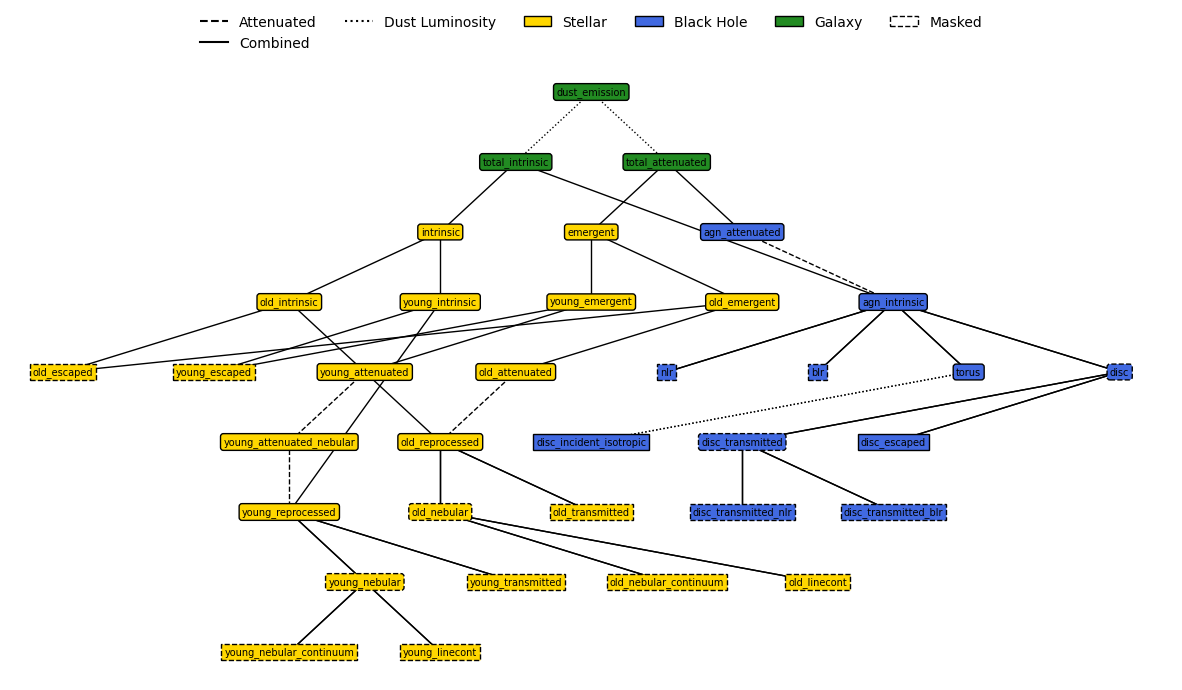 Attenuated
Dust Luminosity
Stellar
Black Hole
Galaxy
Masked
Combined
dust_emission
total_intrinsic
total_attenuated
intrinsic
emergent
agn_attenuated
old_intrinsic
young_intrinsic
young_emergent
old_emergent
agn_intrinsic
old_escaped
young_escaped
young_attenuated
old_attenuated
nlr
blr
torus
disc
young_attenuated_nebular
old_reprocessed
disc_incident_isotropic
disc_transmitted
disc_escaped
young_reprocessed
old_nebular
old_transmitted
disc_transmitted_nlr
disc_transmitted_blr
young_nebular
young_transmitted
old_nebular_continuum
old_linecont
young_nebular_continuum
young_linecont